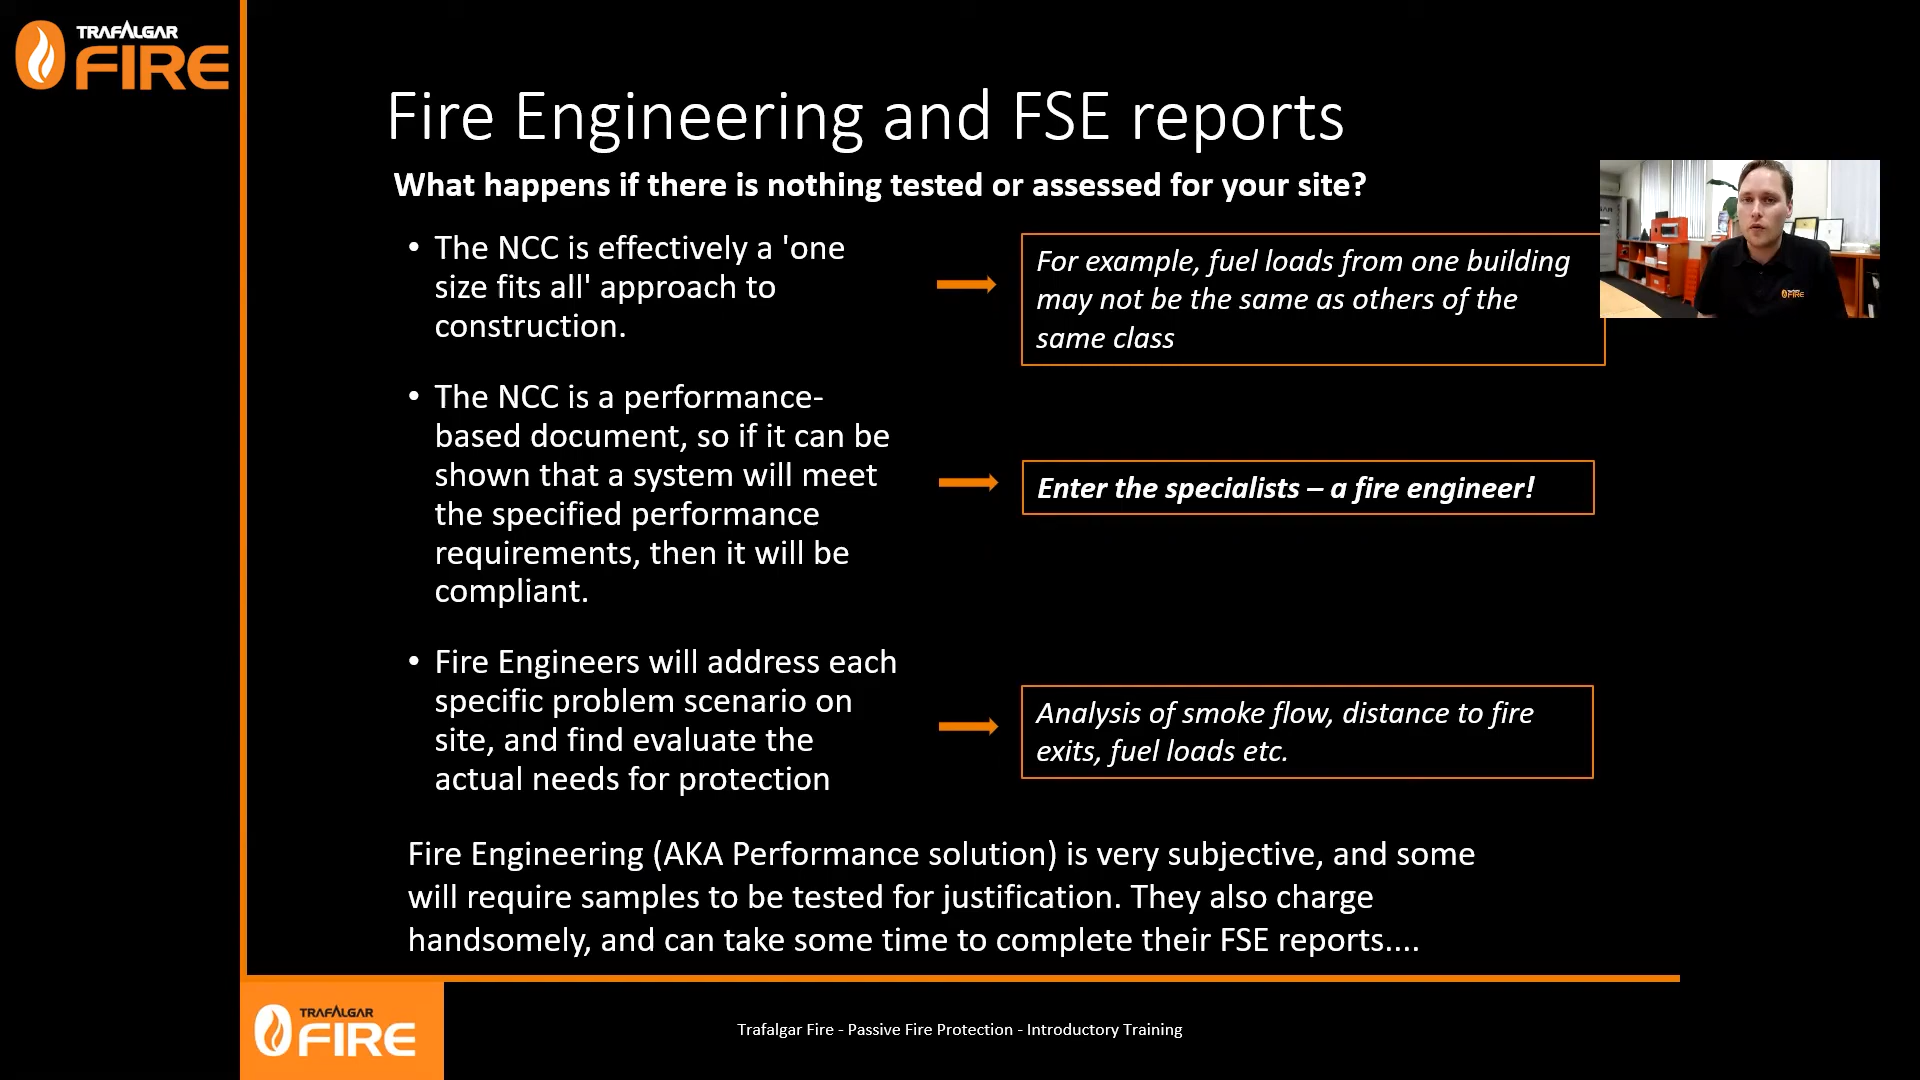 TRAFALGAR
FIRE
Fire Engineering and FSE reports
What happens if there is nothing tested or assessed for your site?
• The NCC is effectively a 'one
size fits all' approach to
construction.
For example, fuel loads from one building
may not be the same as others of the
same class
• The NCC is a performance-
based document, so if it can be
shown that a system will meet
the specified performance
requirements, then it will be
compliant.
Enter the specialists – a fire engineer!
• Fire Engineers will address each
specific problem scenario on
site, and find evaluate the
actual needs for protection
Analysis of smoke flow, distance to fire
exits, fuel loads etc.
Fire Engineering (AKA Performance solution) is very subjective, and some
will require samples to be tested for justification. They also charge
handsomely, and can take some time to complete their FSE reports....
TRAFALGAR
FIRE
Trafalgar Fire - Passive Fire Protection - Introductory Training
FIRE